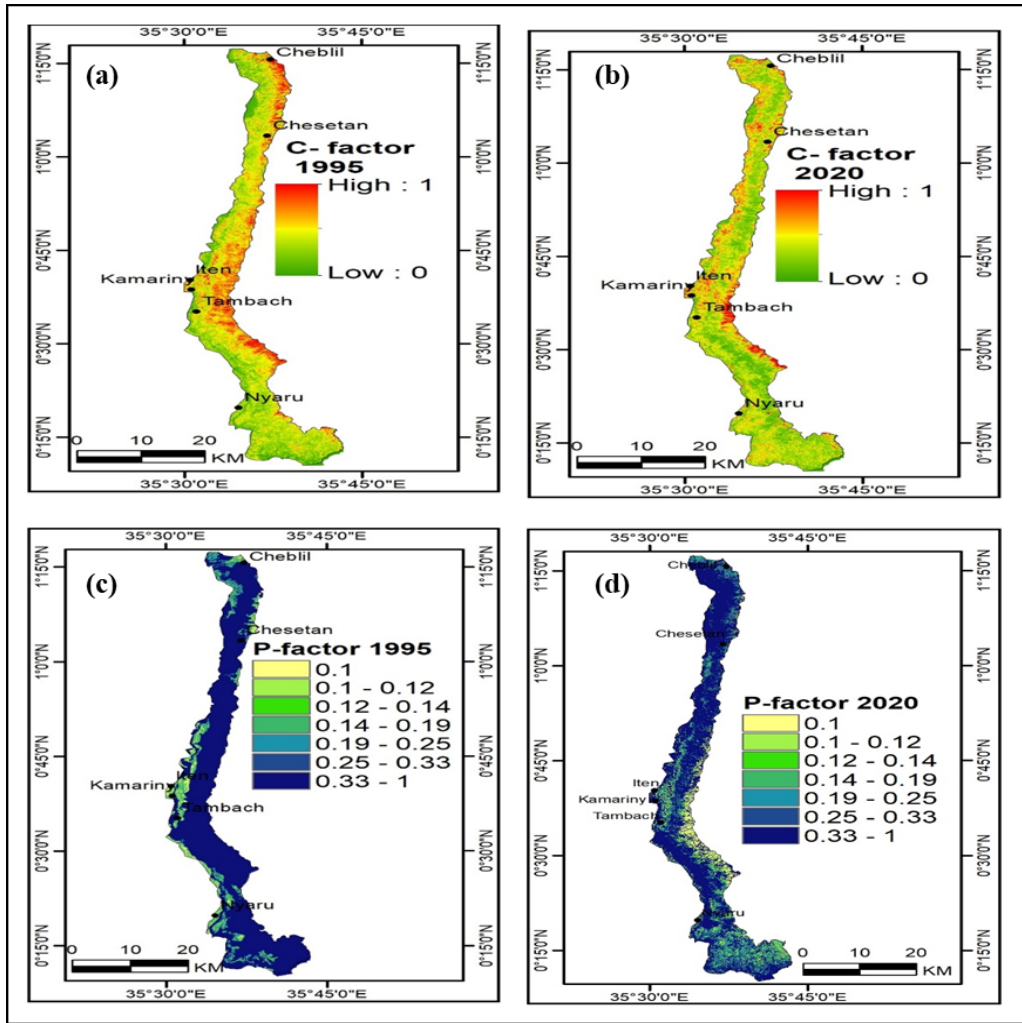 35°30'0"E 35°45'0"E
(a)
Cheblil
Chesetan
C- factor
1995
High : 1
Low : 0
Iten
Kamariny
Tambach
Nyaru
0 10 20
KM
1°15'0"N
1°0'0"N
0°45'0"N
0°30'0"N
0°15'0"N
35°30'0"E 35°45'0"E
35°30'0"E 35°45'0"E
(b)
Cheblil
Chesetan
C- factor
2020
High : 1
Low : 0
Iten
Kamariny
Tambach
Nyaru
0 10 20
KM
1°15'0"N
1°0'0"N
0°45'0"N
0°30'0"N
0°15'0"N
35°30'0"E 35°45'0"E
35°30'0"E 35°45'0"E
(c)
Cheblil
Chesetan
P-factor 1995
0.1
0.1 - 0.12
0.12 - 0.14
0.14 - 0.19
0.19 - 0.25
0.25 - 0.33
0.33 - 1
Iten
Kamariny
Tambach
Nyaru
0 10 20
KM
1°15'0"N
1°0'0"N
0°45'0"N
0°30'0"N
0°15'0"N
35°30'0"E 35°45'0"E
35°30'0"E 35°45'0"E
(d)
Cheblil
Chesetan
P-factor 2020
0.1
0.1 - 0.12
0.12 - 0.14
0.14 - 0.19
0.19 - 0.25
0.25 - 0.33
0.33 - 1
Iten
Kamariny
Tambach
Nyaru
0 10 20
KM
1°15'0"N
1°0'0"N
0°45'0"N
0°30'0"N
0°15'0"N
35°30'0"E 35°45'0"E